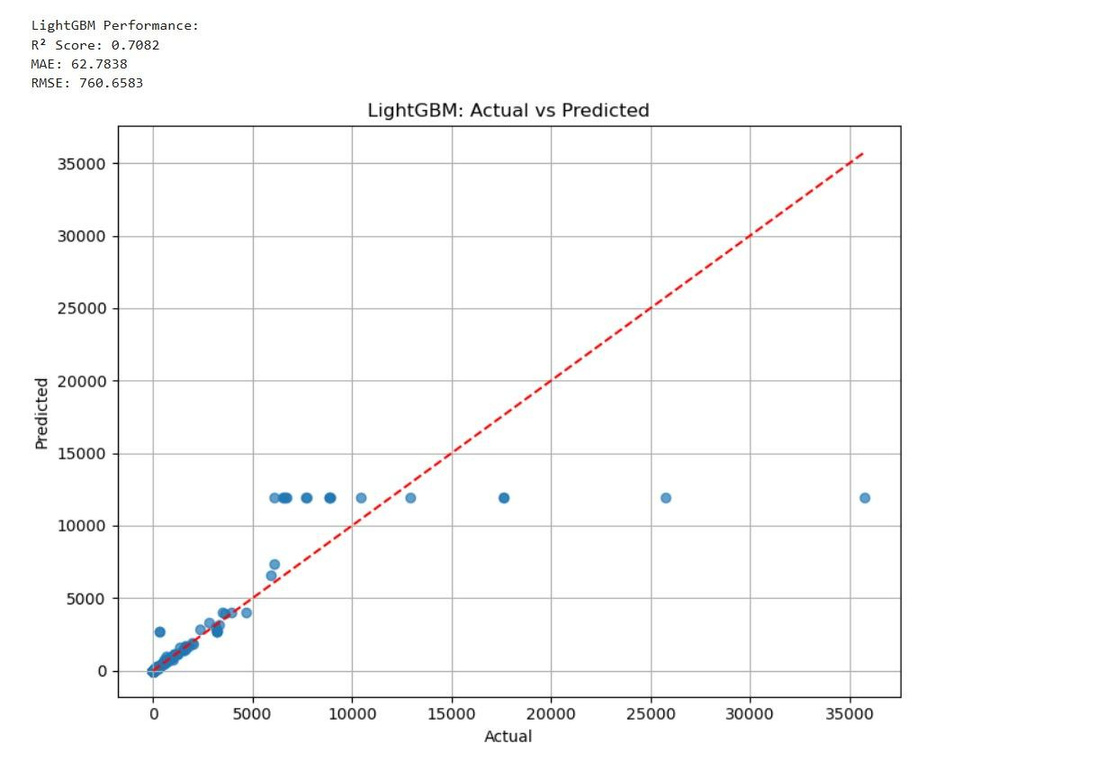 LightGBM Performance:
R² Score: 0.7082
MAE: 62.7838
RMSE: 760.6583
LightGBM: Actual vs Predicted
35000
30000
25000
20000
15000
10000
5000
0
Predicted
0 5000 10000 15000 20000 25000 30000 35000
Actual